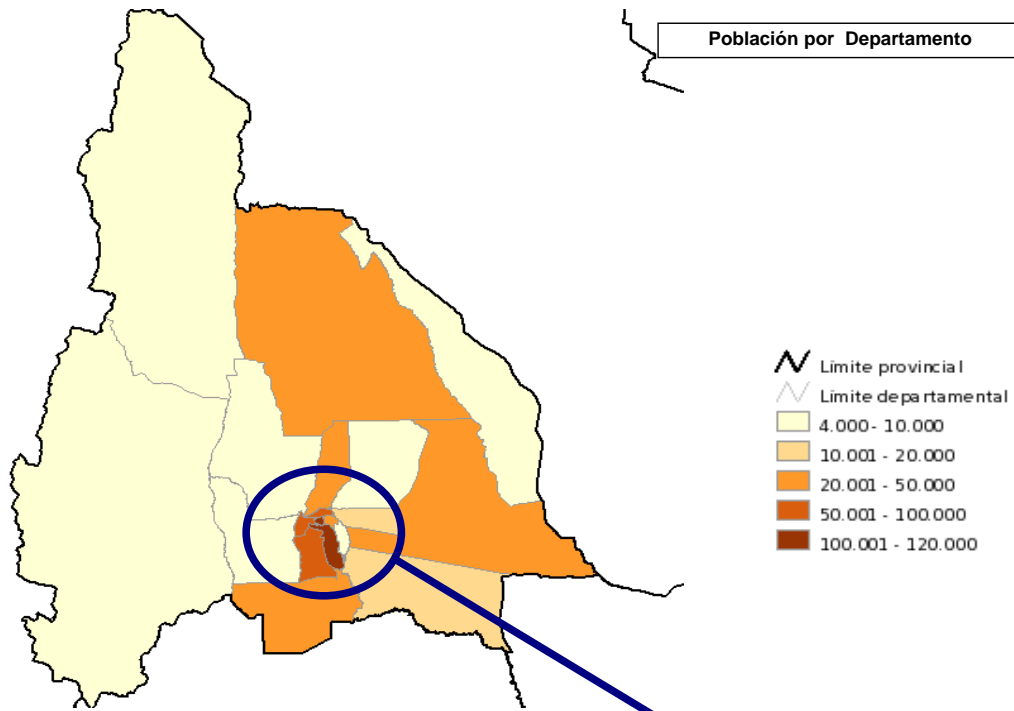 Población por Departamento
Límite provincial
Límite departamental
4.000 - 10.000
10.001 - 20.000
20.001 - 50.000
50.001 - 100.000
100.001 - 120.000